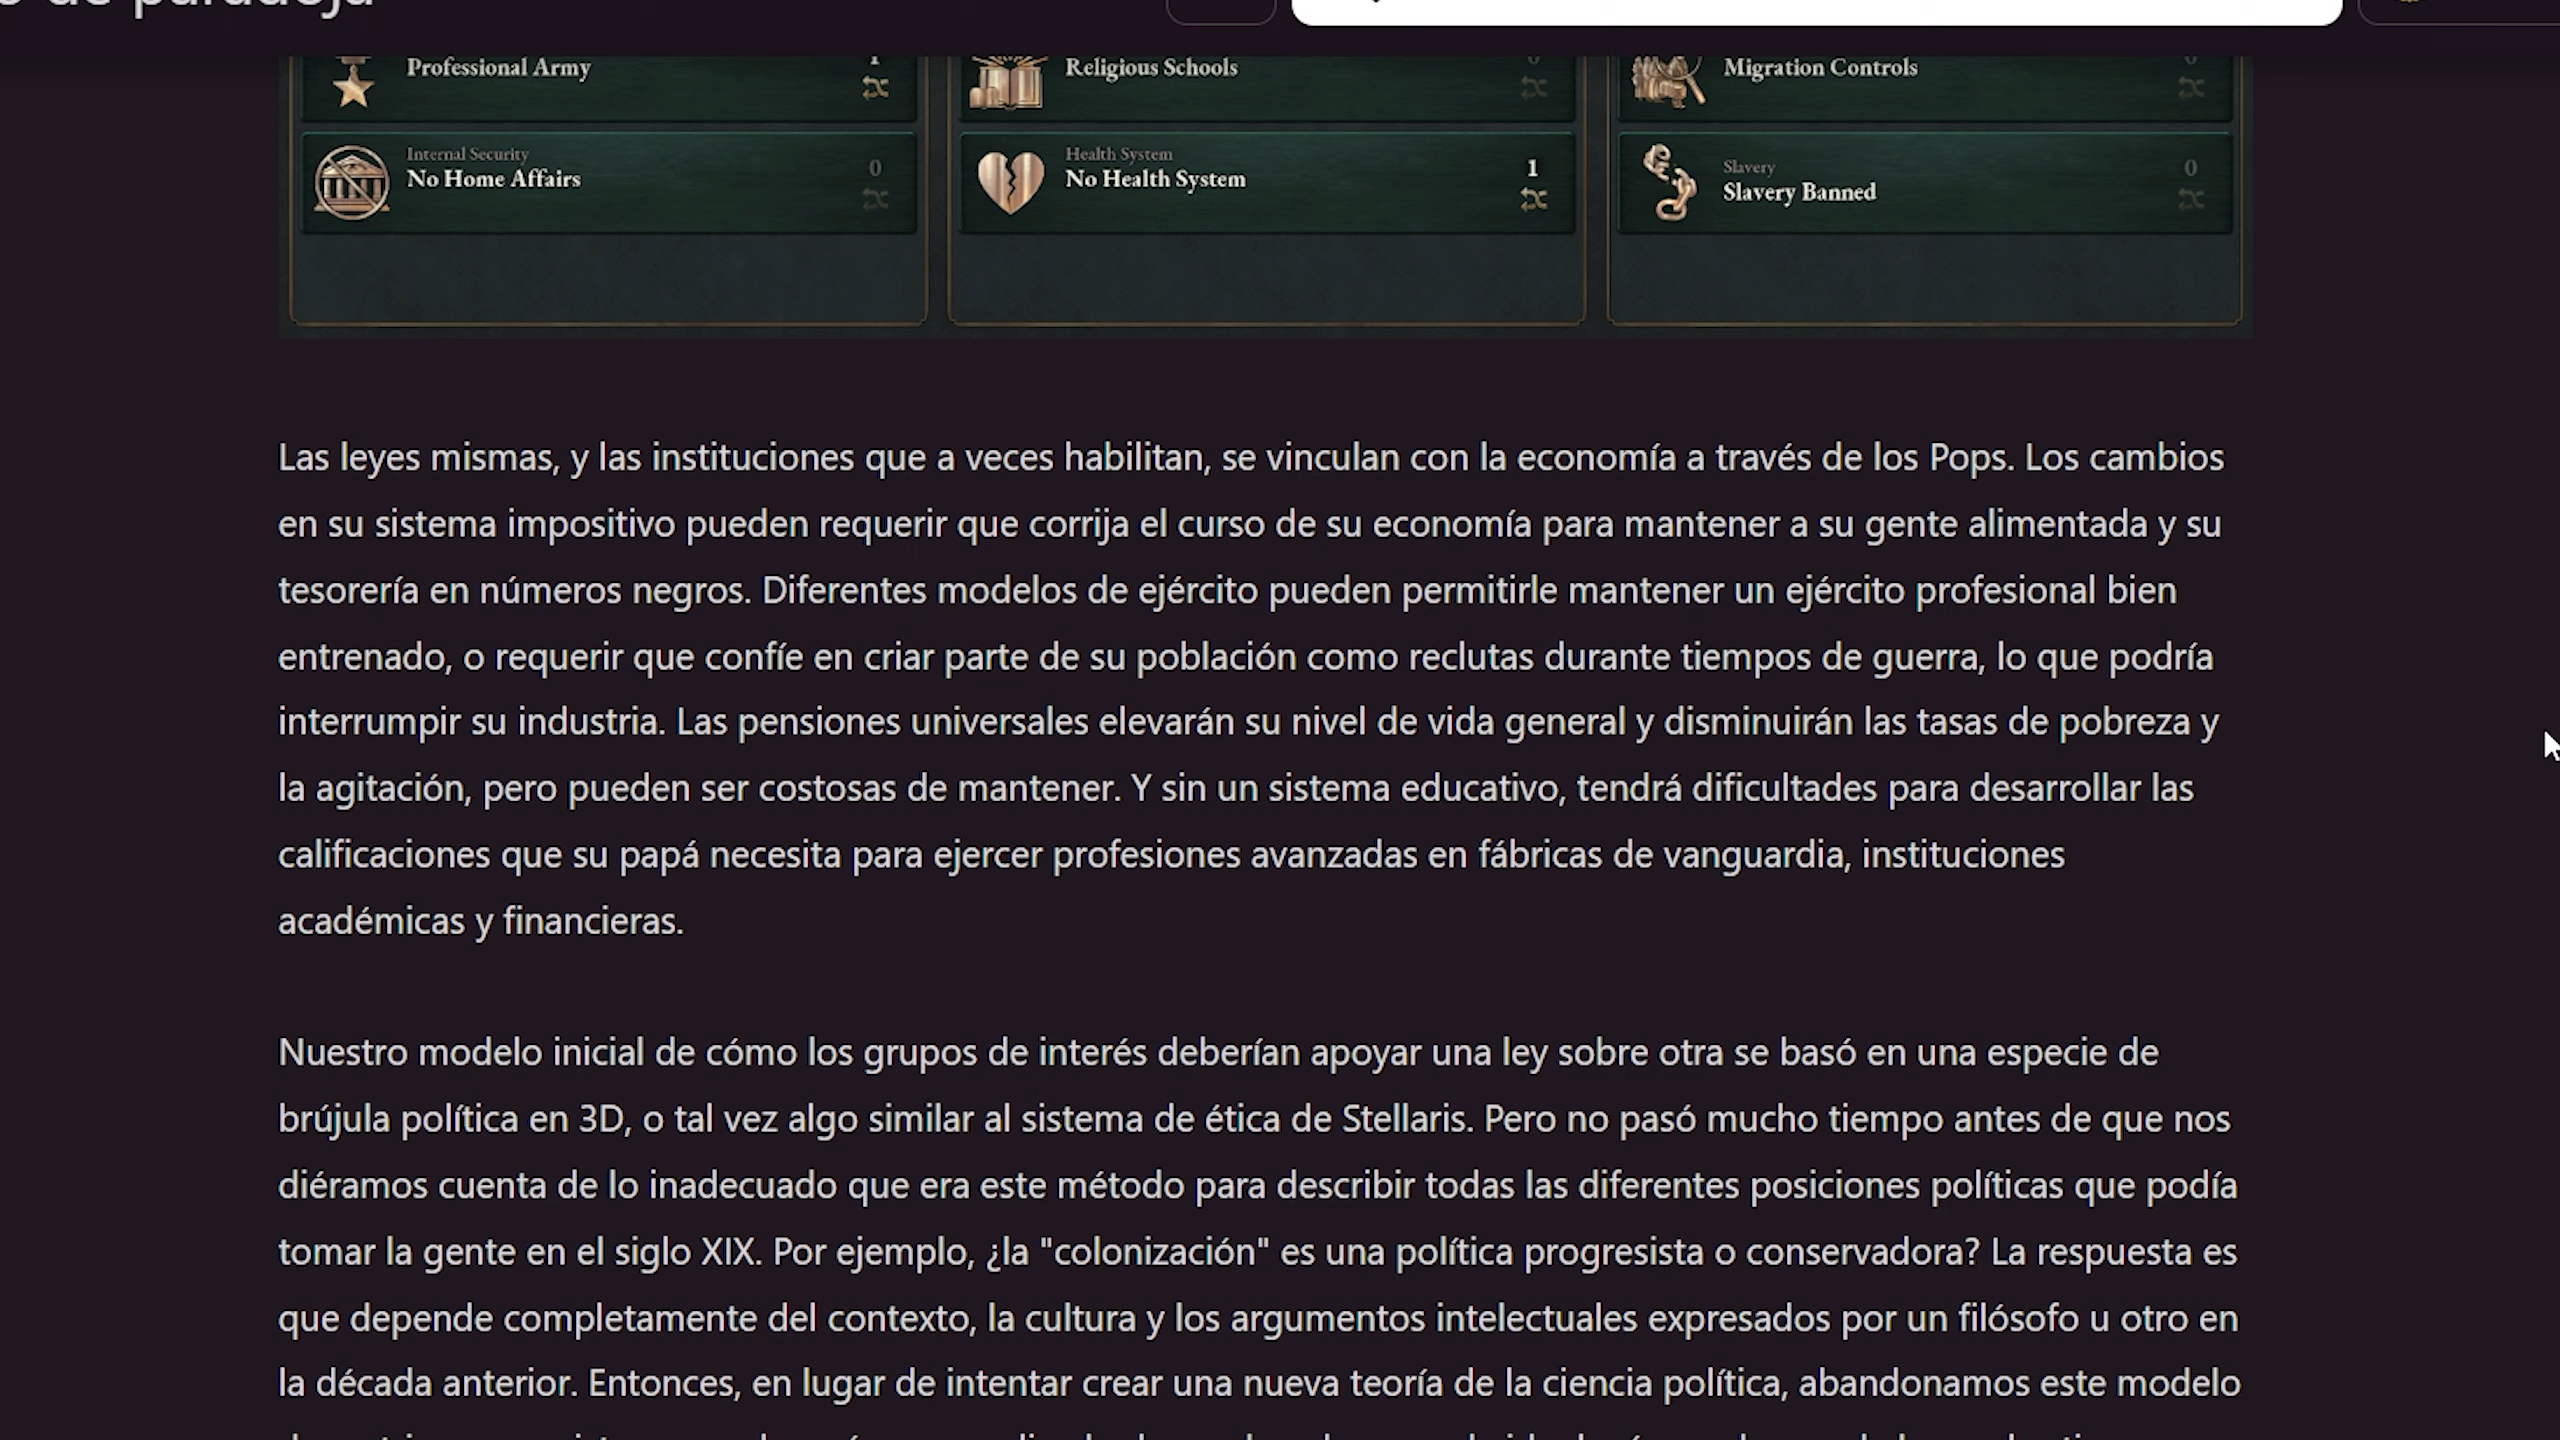 Professional Army 1
Religious Schools 0
Migration Controls 0
Internal Security
No Home Affairs 0
Health System
No Health System 1
Slavery
Slavery Banned 0
Las leyes mismas, y las instituciones que a veces habilitan, se vinculan con la economía a través de los Pops. Los cambios
en su sistema impositivo pueden requerir que corrija el curso de su economía para mantener a su gente alimentada y su
tesorería en números negros. Diferentes modelos de ejército pueden permitirle mantener un ejército profesional bien
entrenado, o requerir que confíe en criar parte de su población como reclutas durante tiempos de guerra, lo que podría
interrumpir su industria. Las pensiones universales elevarán su nivel de vida general y disminuirán las tasas de pobreza y
la agitación, pero pueden ser costosas de mantener. Y sin un sistema educativo, tendrá dificultades para desarrollar las
calificaciones que su papá necesita para ejercer profesiones avanzadas en fábricas de vanguardia, instituciones
académicas y financieras.
Nuestro modelo inicial de cómo los grupos de interés deberían apoyar una ley sobre otra se basó en una especie de
brújula política en 3D, o tal vez algo similar al sistema de ética de Stellaris. Pero no pasó mucho tiempo antes de que nos
diéramos cuenta de lo inadecuado que era este método para describir todas las diferentes posiciones políticas que podía
tomar la gente en el siglo XIX. Por ejemplo, ¿la "colonización" es una política progresista o conservadora? La respuesta es
que depende completamente del contexto, la cultura y los argumentos intelectuales expresados por un filósofo u otro en
la década anterior. Entonces, en lugar de intentar crear una nueva teoría de la ciencia política, abandonamos este modelo